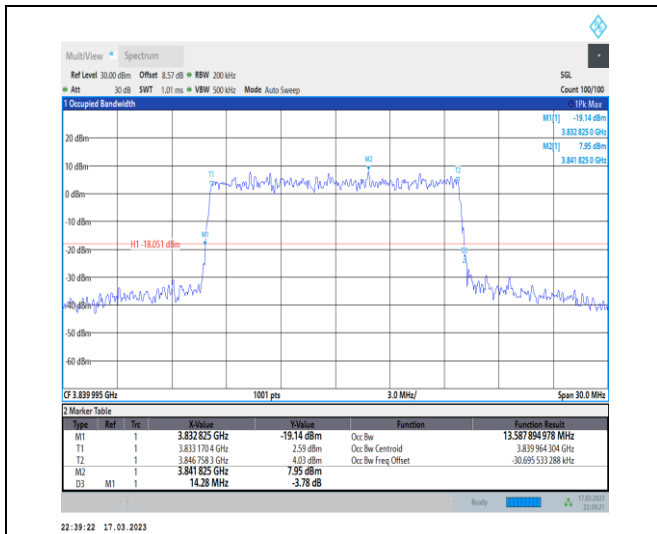 MultiView Spectrum
Ref Level 30.00 dBm Offset 8.57 dB RBW 200 kHz SGL
Att 30 dB SWT 1.01 ms VBW 500 kHz Mode Auto Sweep Count 100/100
1 Occupied Bandwidth 1Pk Max
M1[1] -19.14 dBm
3.832 825 0 GHz
M2[1] 7.95 dBm
3.841 825 0 GHz
20 dBm
10 dBm
0 dBm
-10 dBm
-20 dBm
-30 dBm
-40 dBm
-50 dBm
-60 dBm
T1
M2
T2
H1 -18.051 dBm
CF 3.839 995 GHz 1001 pts 3.0 MHz/ Span 30.0 MHz
2 Marker Table
Type Ref Trc X-Value Y-Value Function Function Result
M1 1 3.832 825 GHz -19.14 dBm Occ Bw 13.587 894 978 MHz
T1 1 3.833 170 4 GHz 2.59 dBm Occ Bw Centroid 3.839 964 304 GHz
T2 1 3.846 758 3 GHz 4.03 dBm Occ Bw Freq Offset -30.695 533 288 kHz
M2 1 3.841 825 GHz 7.95 dBm
D3 M1 1 14.28 MHz -3.78 dB
Ready 17.03.2023
22:39:21
22:39:22 17.03.2023